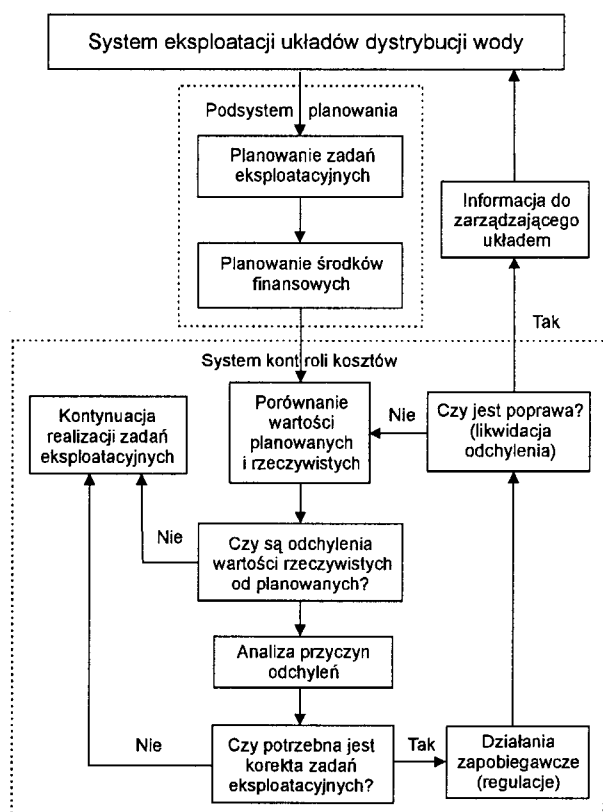 System eksploatacji układów dystrybucji wody
Podsystem planowania
Planowanie zadań
eksploatacyjnych
Planowanie środków
finansowych
Informacja do
zarządzającego
układem
Tak
System kontroli kosztów
Kontynuacja
realizacji zadań
eksploatacyjnych
Porównanie
wartości
planowanych
i rzeczywistych
Nie
Czy jest poprawa?
(likwidacja
odchylenia)
Nie
Czy są odchylenia
wartości rzeczywistych
od planowanych?
Analiza przyczyn
odchyleń
Nie
Czy potrzebna jest
korekta zadań
eksploatacyjnych?
Tak
Działania
zapobiegawcze
(regulacje)